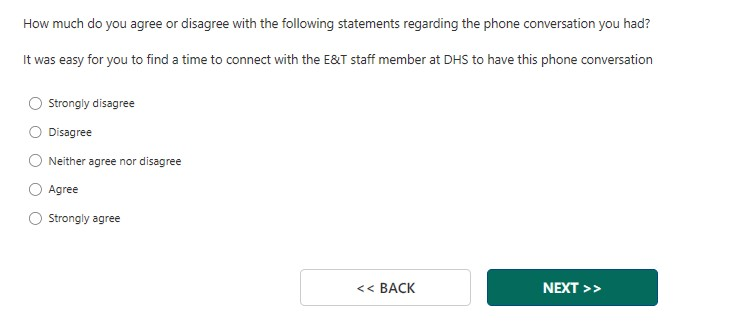 How much do you agree or disagree with the following statements regarding the phone conversation you had?
It was easy for you to find a time to connect with the E&T staff member at DHS to have this phone conversation
Strongly disagree
Disagree
Neither agree nor disagree
Agree
Strongly agree
<< BACK
NEXT >>